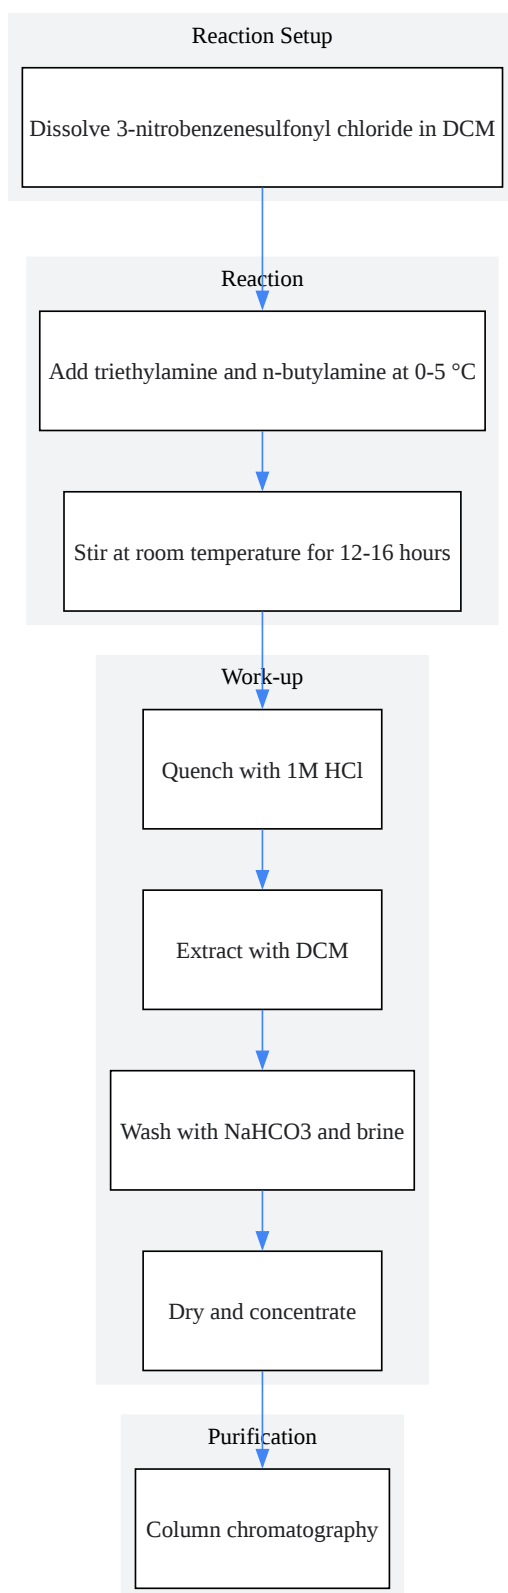 Reaction Setup
Dissolve 3-nitrobenzenesulfonyl chloride in DCM
Reaction
Add triethylamine and n-butylamine at 0-5 °C
Stir at room temperature for 12-16 hours
Work-up
Quench with 1M HCl
Extract with DCM
Wash with NaHCO3 and brine
Dry and concentrate
Purification
Column chromatography